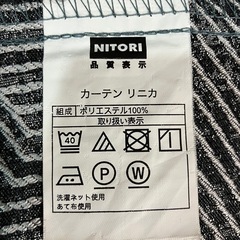 NITORI
品質表示
カーテン リニカ
組成 ポリエステル100%
取り扱い表示
40
P W
洗濯ネット使用
あて布使用